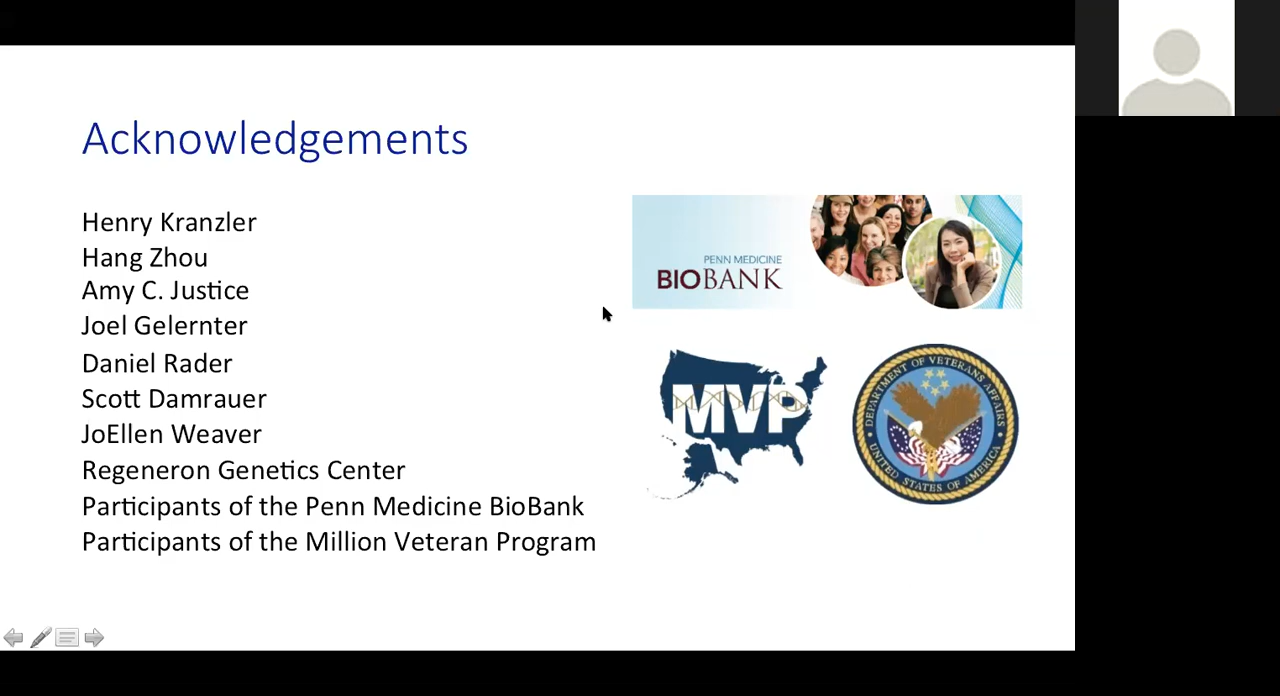 Acknowledgements
Henry Kranzler
Hang Zhou
Amy C. Justice
Joel Gelernter
Daniel Rader
Scott Damrauer
JoEllen Weaver
Regeneron Genetics Center
Participants of the Penn Medicine BioBank
Participants of the Million Veteran Program
PENN MEDICINE
BIOBANK
MVP
DEPARTMENT OF VETERANS AFFAIRS
UNITED STATES OF AMERICA